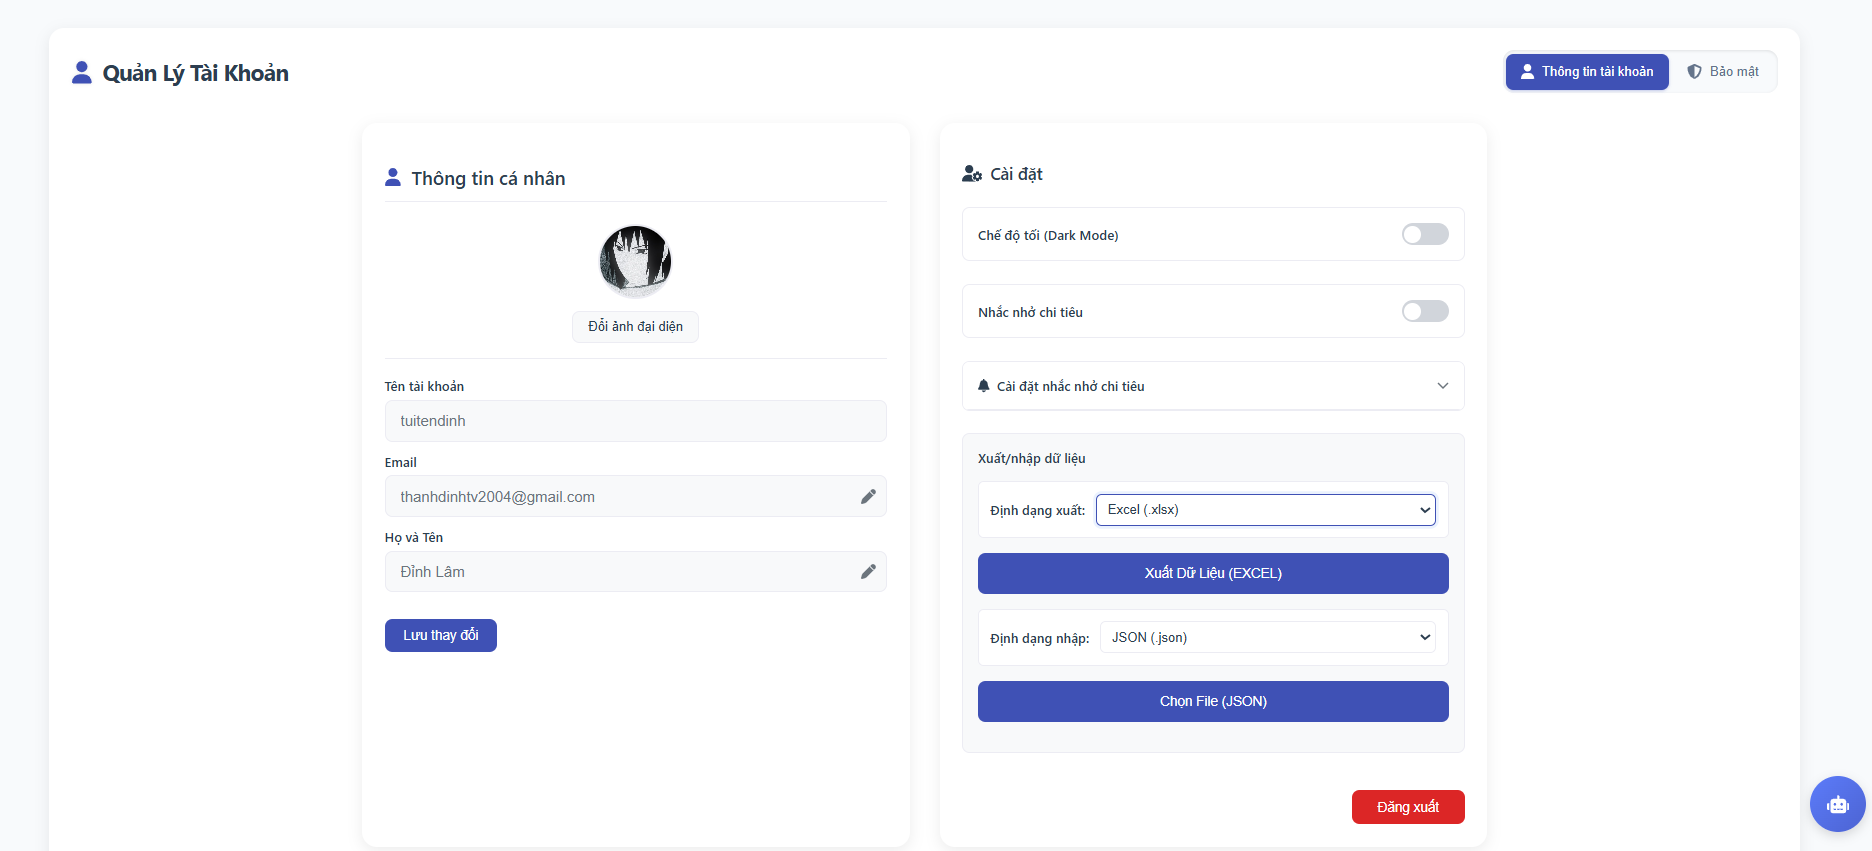 Quản Lý Tài Khoản
Thông tin tài khoản
Bảo mật
Thông tin cá nhân
Đổi ảnh đại diện
Tên tài khoản
tuitendinh
Email
thanhdinhtv2004@gmail.com
Họ và Tên
Đỉnh Lâm
Lưu thay đổi
Cài đặt
Chế độ tối (Dark Mode)
Nhắc nhở chi tiêu
Cài đặt nhắc nhở chi tiêu
Xuất/nhập dữ liệu
Định dạng xuất: Excel (.xlsx)
Xuất Dữ Liệu (EXCEL)
Định dạng nhập: JSON (.json)
Chọn File (JSON)
Đăng xuất